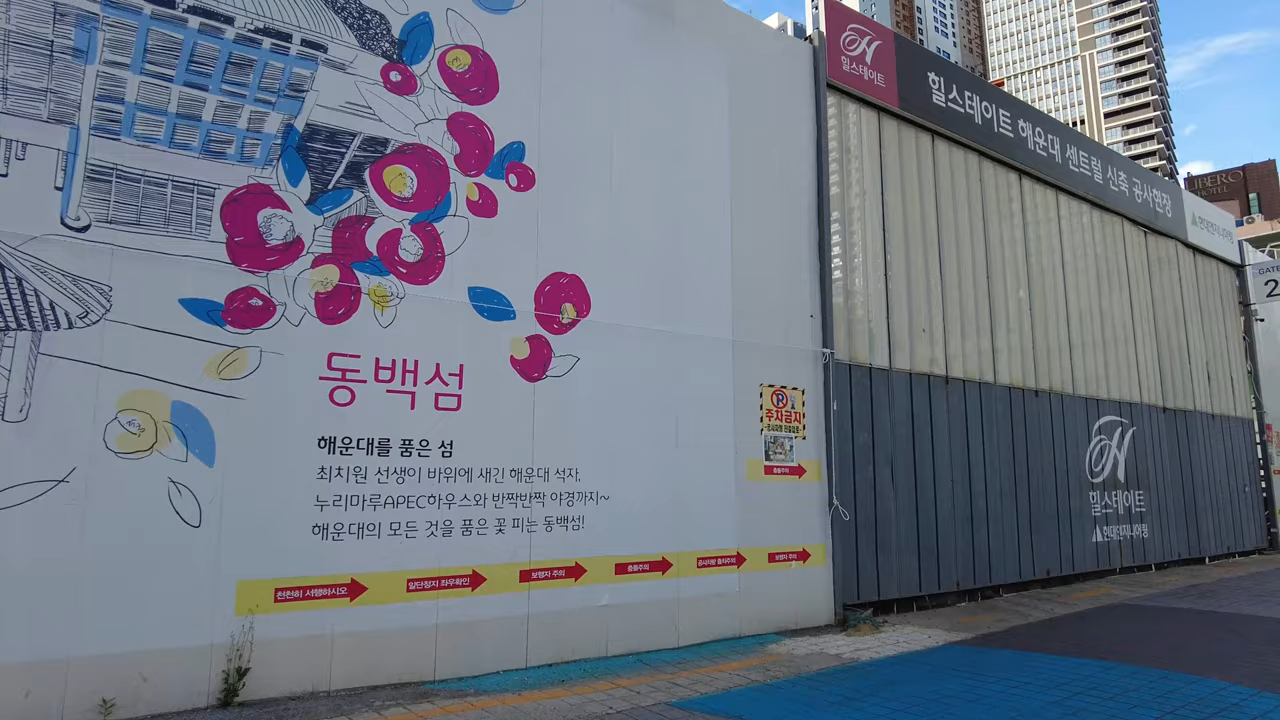 동백섬
해운대를 품은 섬
최치원 선생이 바위에 새긴 해운대 석자,
누리마루APEC하우스와 반짝반짝 야경까지~
해운대의 모든 것을 품은 꽃 피는 동백섬!
천천히 서행하시오
일단정지 좌우확인
보행자 주의
충돌주의
공사차량 출차주의
보행자 주의
주차금지
충돌주의
H
힐스테이트
힐스테이트 해운대 센트럴 신축 공사현장
현대엔지니어링
H
힐스테이트
현대엔지니어링
LIBERO
HOTEL
GATE
2